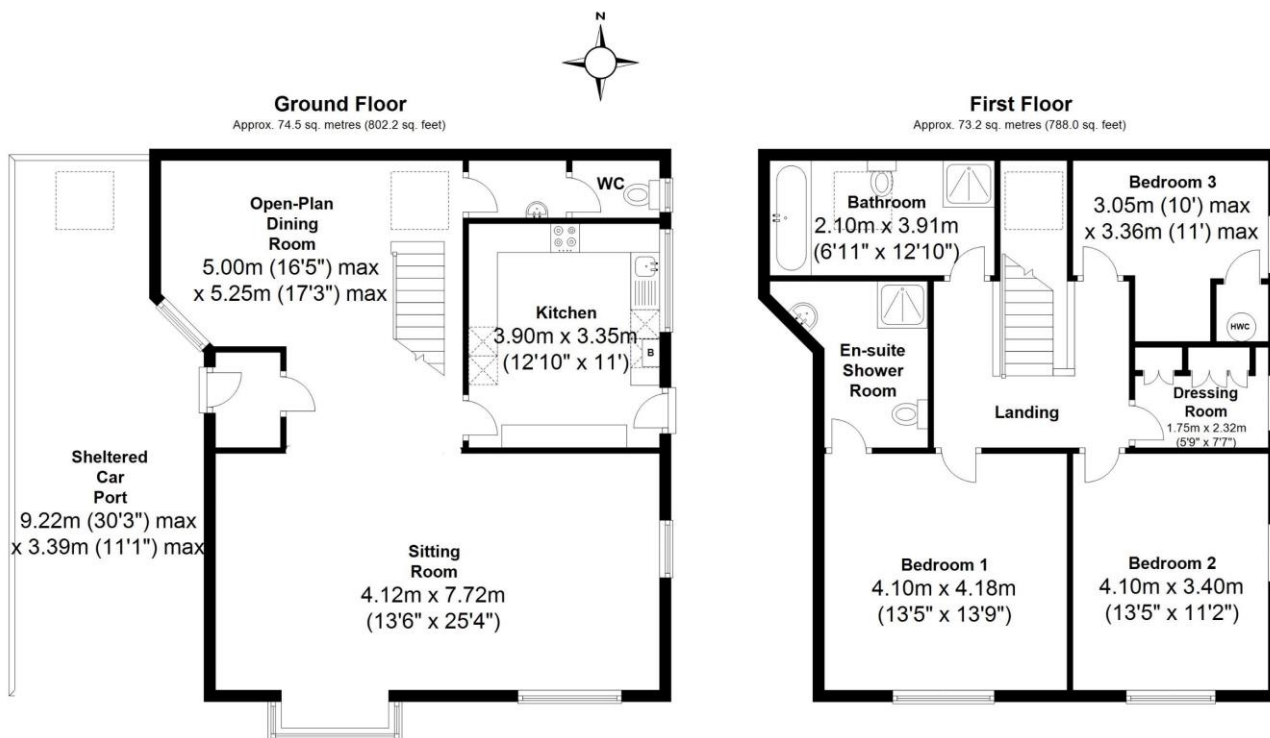 N
Ground Floor
Approx. 74.5 sq. metres (802.2 sq. feet)
Open-Plan
Dining
Room
5.00m (16'5") max
x 5.25m (17'3") max
WC
Kitchen
3.90m x 3.35m
(12'10" x 11')
B
Sheltered
Car
Port
9.22m (30'3") max
x 3.39m (11'1") max
Sitting
Room
4.12m x 7.72m
(13'6" x 25'4")
First Floor
Approx. 73.2 sq. metres (788.0 sq. feet)
Bathroom
2.10m x 3.91m
(6'11" x 12'10")
Bedroom 3
3.05m (10') max
x 3.36m (11') max
HWC
En-suite
Shower
Room
Landing
Dressing
Room
1.75m x 2.32m
(5'9" x 7'7")
Bedroom 1
4.10m x 4.18m
(13'5" x 13'9")
Bedroom 2
4.10m x 3.40m
(13'5" x 11'2")